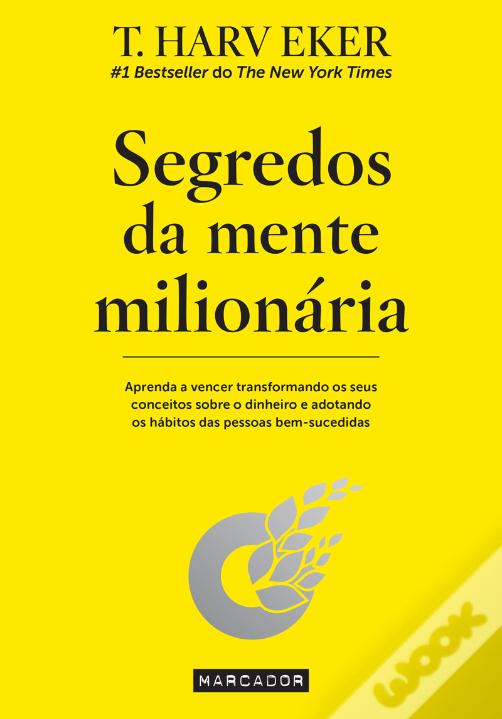 T. HARV EKER
#1 Bestseller do The New York Times
Segredos
da mente
milionária
Aprenda a vencer transformando os seus
conceitos sobre o dinheiro e adotando
os hábitos das pessoas bem-sucedidas
MARCADOR
WOOK